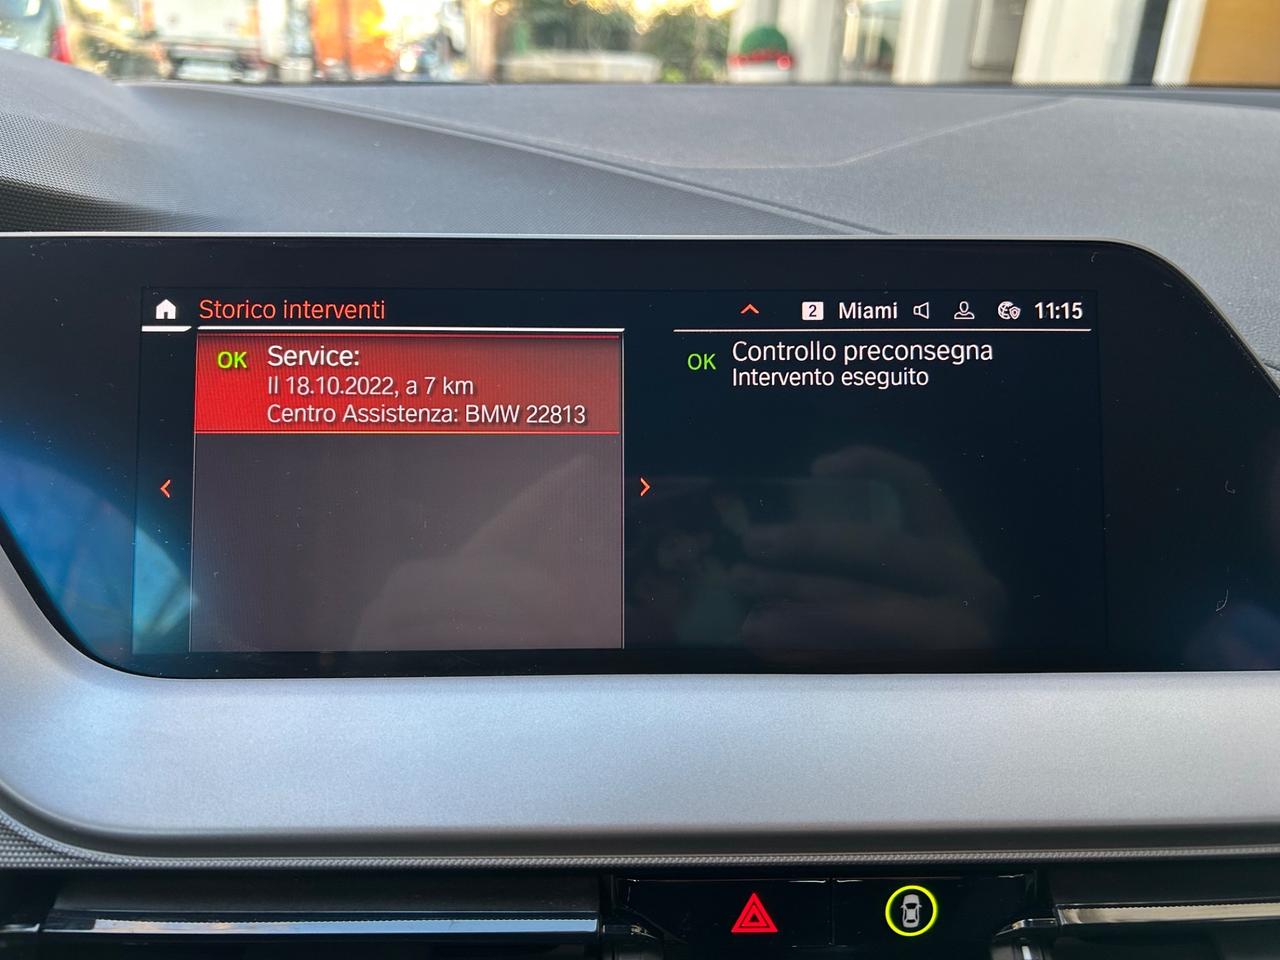 Storico interventi
2 Miami 11:15
OK Service:
Il 18.10.2022, a 7 km
Centro Assistenza: BMW 22813
OK Controllo preconsegna
Intervento eseguito